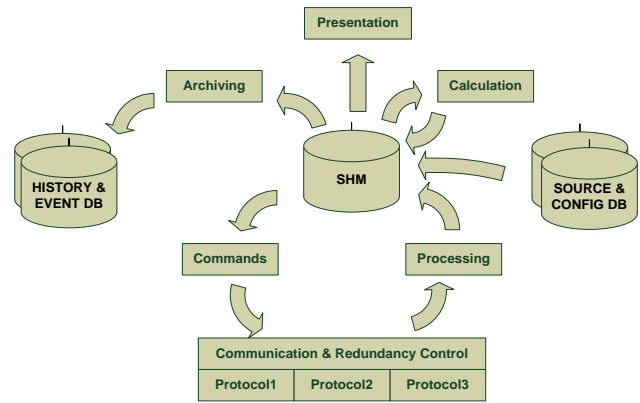 Presentation
Archiving
Calculation
SHM
HISTORY &
EVENT DB
SOURCE &
CONFIG DB
Commands
Processing
Communication & Redundancy Control
Protocol1 Protocol2 Protocol3